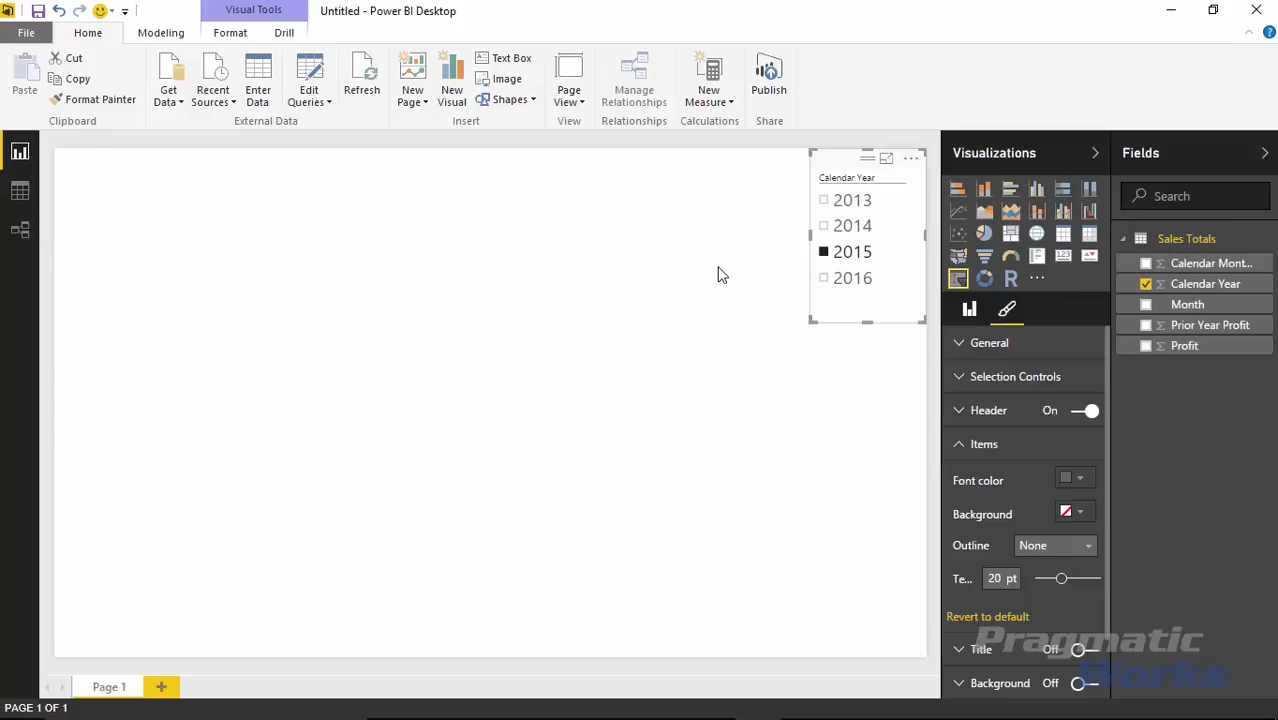 Visual Tools
Untitled - Power BI Desktop
File
Home
Modeling
Format
Drill
Paste
Cut
Copy
Format Painter
Clipboard
Get Data
Recent Sources
Enter Data
Edit Queries
Refresh
External Data
New Page
New Visual
Text Box
Image
Shapes
Insert
Page View
View
Manage Relationships
Relationships
New Measure
Calculations
Publish
Share
Calendar Year
2013
2014
2015
2016
Visualizations
R
General
Selection Controls
Header On
Items
Font color
Background
Outline None
Te... 20 pt
Revert to default
Title Off
Background Off
Fields
Search
Sales Totals
Calendar Mont...
Calendar Year
Month
Prior Year Profit
Profit
Pragmatic
Works
Page 1
PAGE 1 OF 1